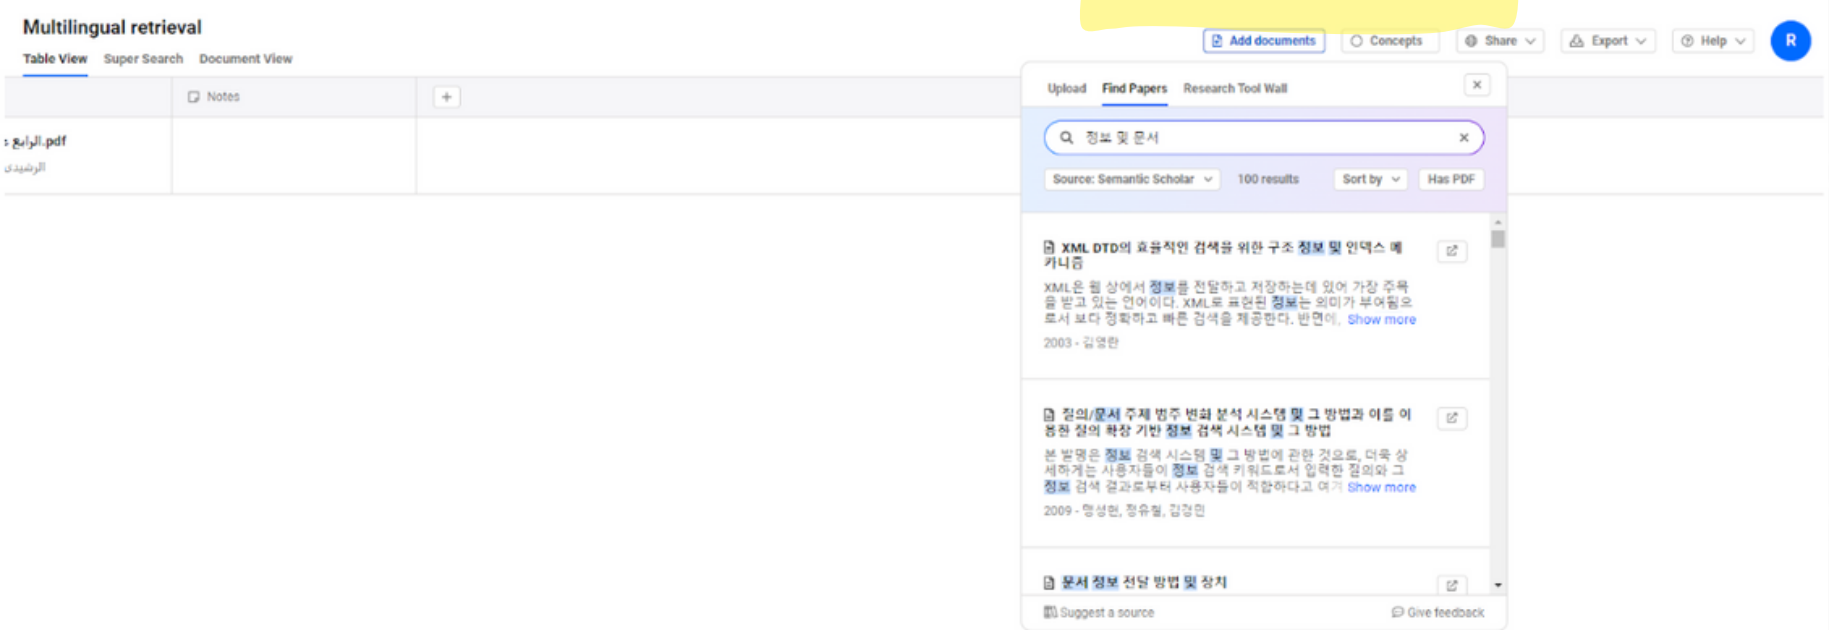 Multilingual retrieval
Table View Super Search Document View
Add documents Concepts Share Export Help R
Notes +
الرابع.pdf
الرشيدى
Upload Find Papers Research Tool Wall
정보 및 문서
Source: Semantic Scholar 100 results Sort by Has PDF
XML DTD의 효율적인 검색을 위한 구조 정보 및 인덱스 메
카니즘
XML은 웹 상에서 정보를 전달하고 저장하는데 있어 가장 주목
을 받고 있는 언어이다. XML로 표현된 정보는 의미가 부여됨으
로서 보다 정확하고 빠른 검색을 제공한다. 반면에, Show more
2003 - 김영란
질의/문서 주제 범주 변화 분석 시스템 및 그 방법과 이를 이
용한 질의 확장 기반 정보 검색 시스템 및 그 방법
본 발명은 정보 검색 시스템 및 그 방법에 관한 것으로, 더욱 상
세하게는 사용자들이 정보 검색 키워드로서 입력한 질의와 그
정보 검색 결과로부터 사용자들이 적합하다고 여기 Show more
2009 - 맹성현, 정유철, 김경민
문서 정보 전달 방법 및 장치
Suggest a source Give feedback